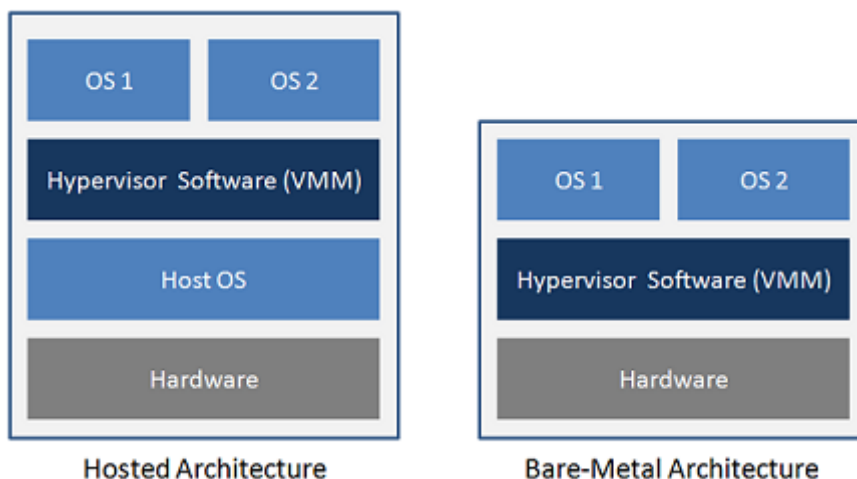 OS 1
OS 2
Hypervisor Software (VMM)
Host OS
Hardware
Hosted Architecture
OS 1
OS 2
Hypervisor Software (VMM)
Hardware
Bare-Metal Architecture